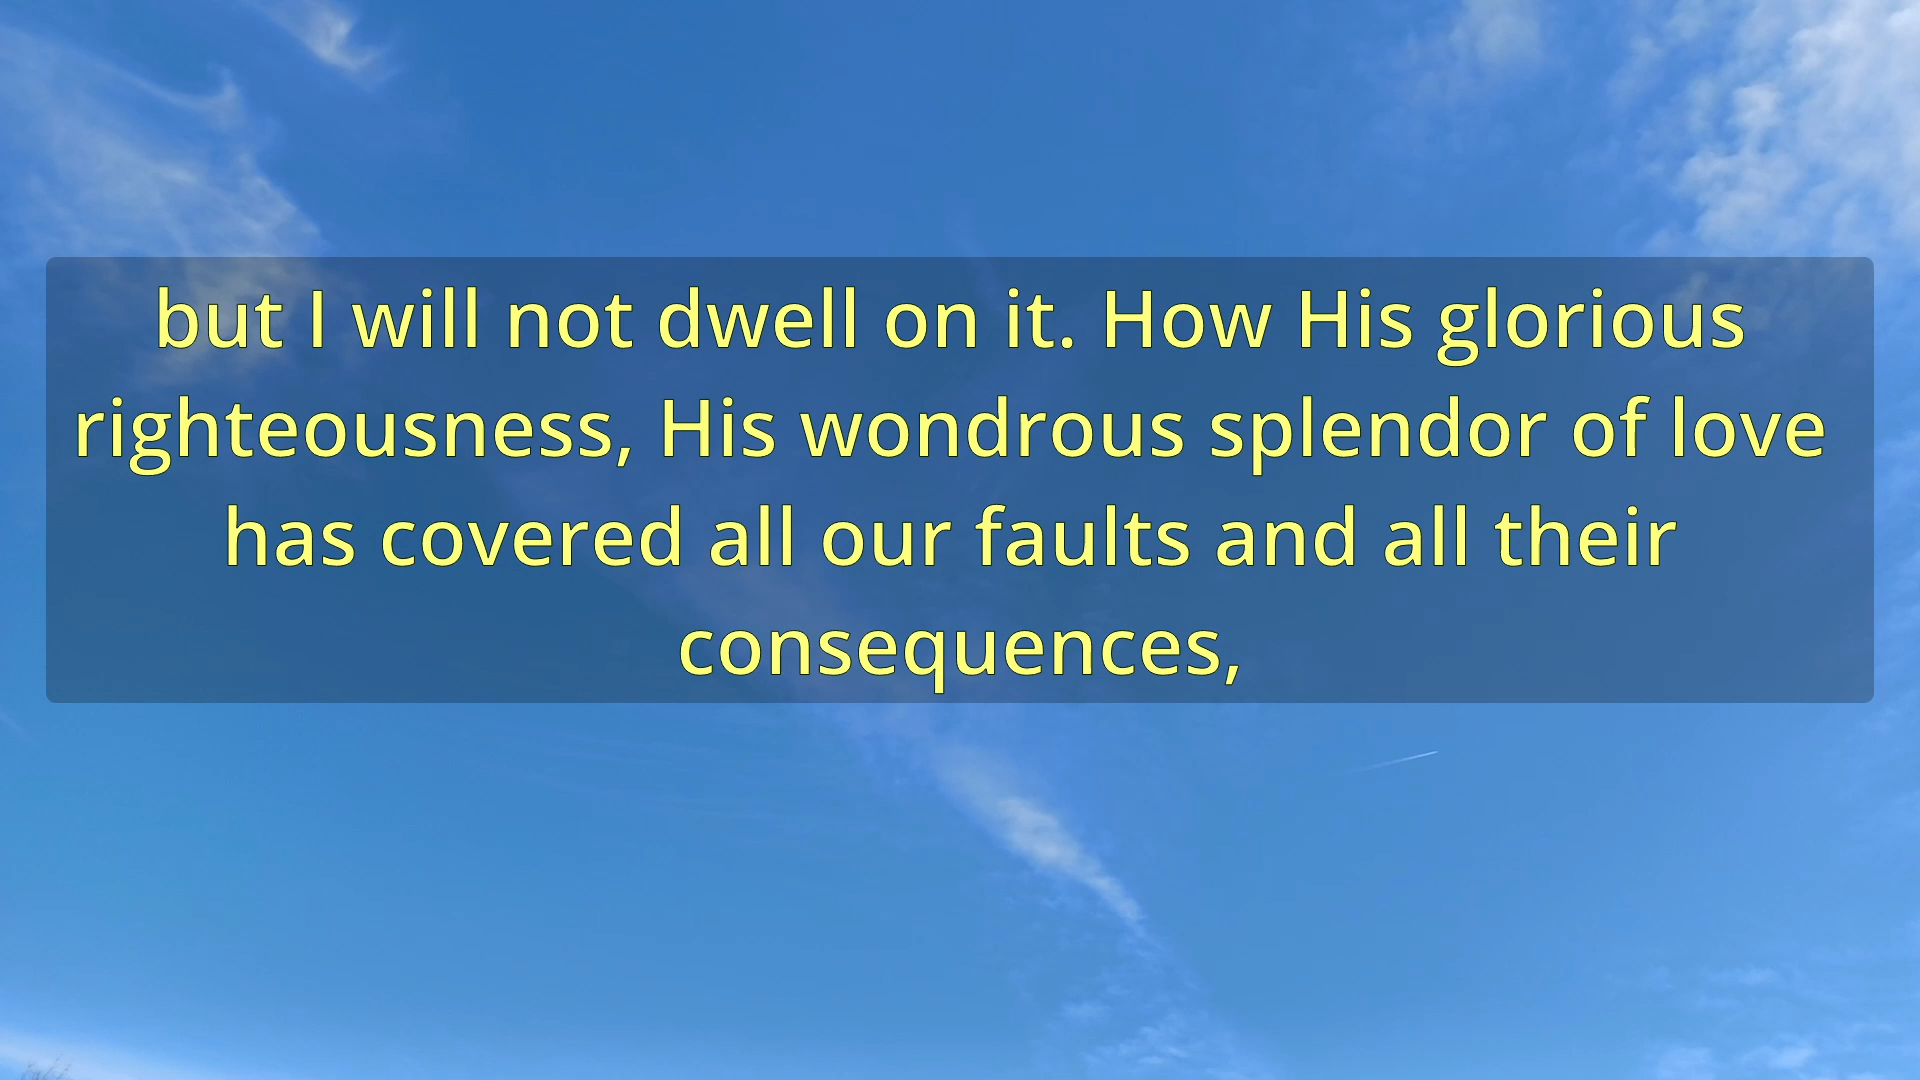 but I will not dwell on it. How His glorious
righteousness, His wondrous splendor of love
has covered all our faults and all their
consequences,